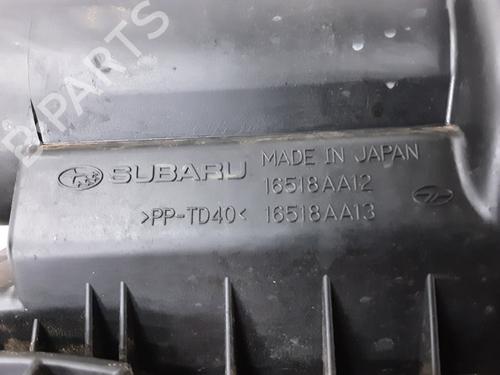 B-PARTS
SUBARU MADE IN JAPAN
16518AA12
>PP-TD40< 16518AA13